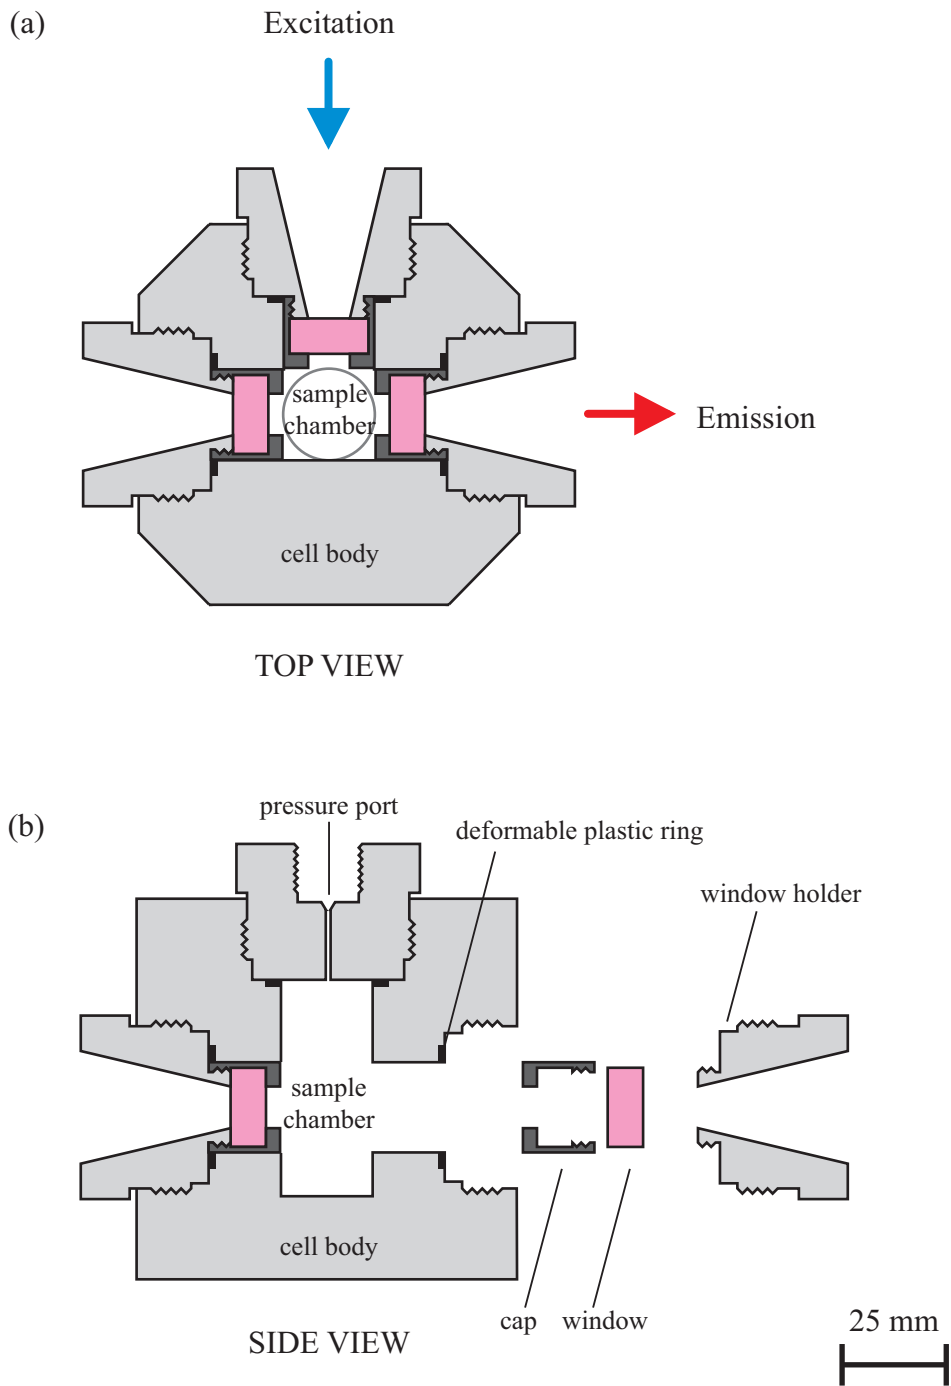 (a)
Excitation
sample
chamber
Emission
cell body
TOP VIEW
(b)
pressure port
deformable plastic ring
window holder
sample
chamber
cell body
cap
window
SIDE VIEW
25 mm